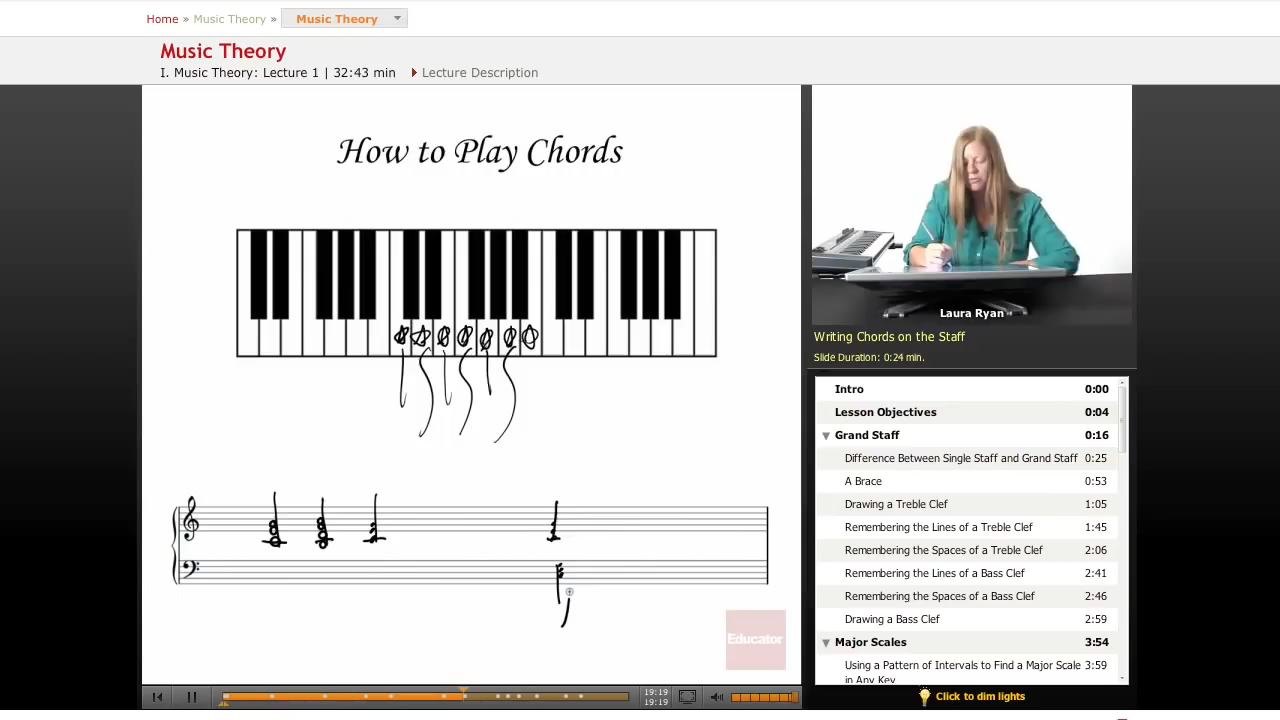 Home » Music Theory » Music Theory
Music Theory
I. Music Theory: Lecture 1 | 32:43 min Lecture Description
How to Play Chords
Educator
19:19
19:19
Laura Ryan
Writing Chords on the Staff
Slide Duration: 0:24 min.
Intro 0:00
Lesson Objectives 0:04
Grand Staff 0:16
Difference Between Single Staff and Grand Staff 0:25
A Brace 0:53
Drawing a Treble Clef 1:05
Remembering the Lines of a Treble Clef 1:45
Remembering the Spaces of a Treble Clef 2:06
Remembering the Lines of a Bass Clef 2:41
Remembering the Spaces of a Bass Clef 2:46
Drawing a Bass Clef 2:59
Major Scales 3:54
Using a Pattern of Intervals to Find a Major Scale 3:59
in Any Key
Click to dim lights